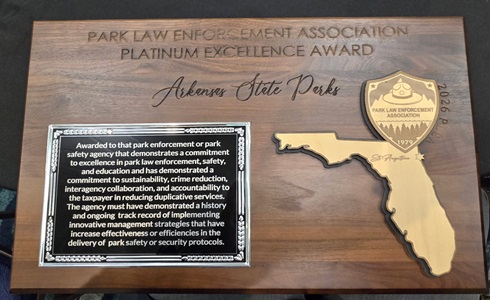 PARK LAW ENFORCEMENT ASSOCIATION
PLATINUM EXCELLENCE AWARD
Arkansas State Parks
Awarded to that park enforcement or park
safety agency that demonstrates a commitment
to excellence in park law enforcement, safety,
and education and has demonstrated a
commitment to sustainability, crime reduction,
interagency collaboration, and accountability to
the taxpayer in reducing duplicative services.
The agency must have demonstrated a history
and ongoing track record of implementing
innovative management strategies that have
increase effectiveness or efficiencies in the
delivery of park safety or security protocols.
PARK LAW ENFORCEMENT
ASSOCIATION
1979
2026
St. Augustine